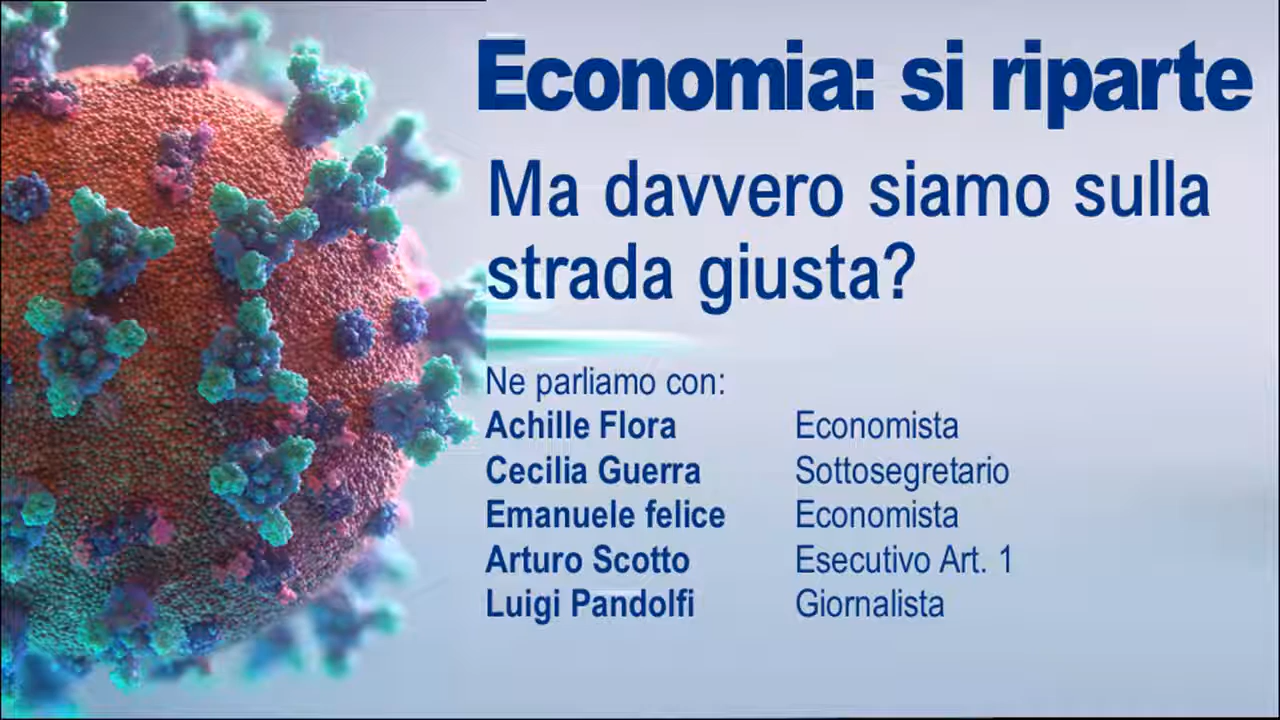 Economia: si riparte
Ma davvero siamo sulla
strada giusta?
Ne parliamo con:
Achille Flora Economista
Cecilia Guerra Sottosegretario
Emanuele felice Economista
Arturo Scotto Esecutivo Art. 1
Luigi Pandolfi Giornalista